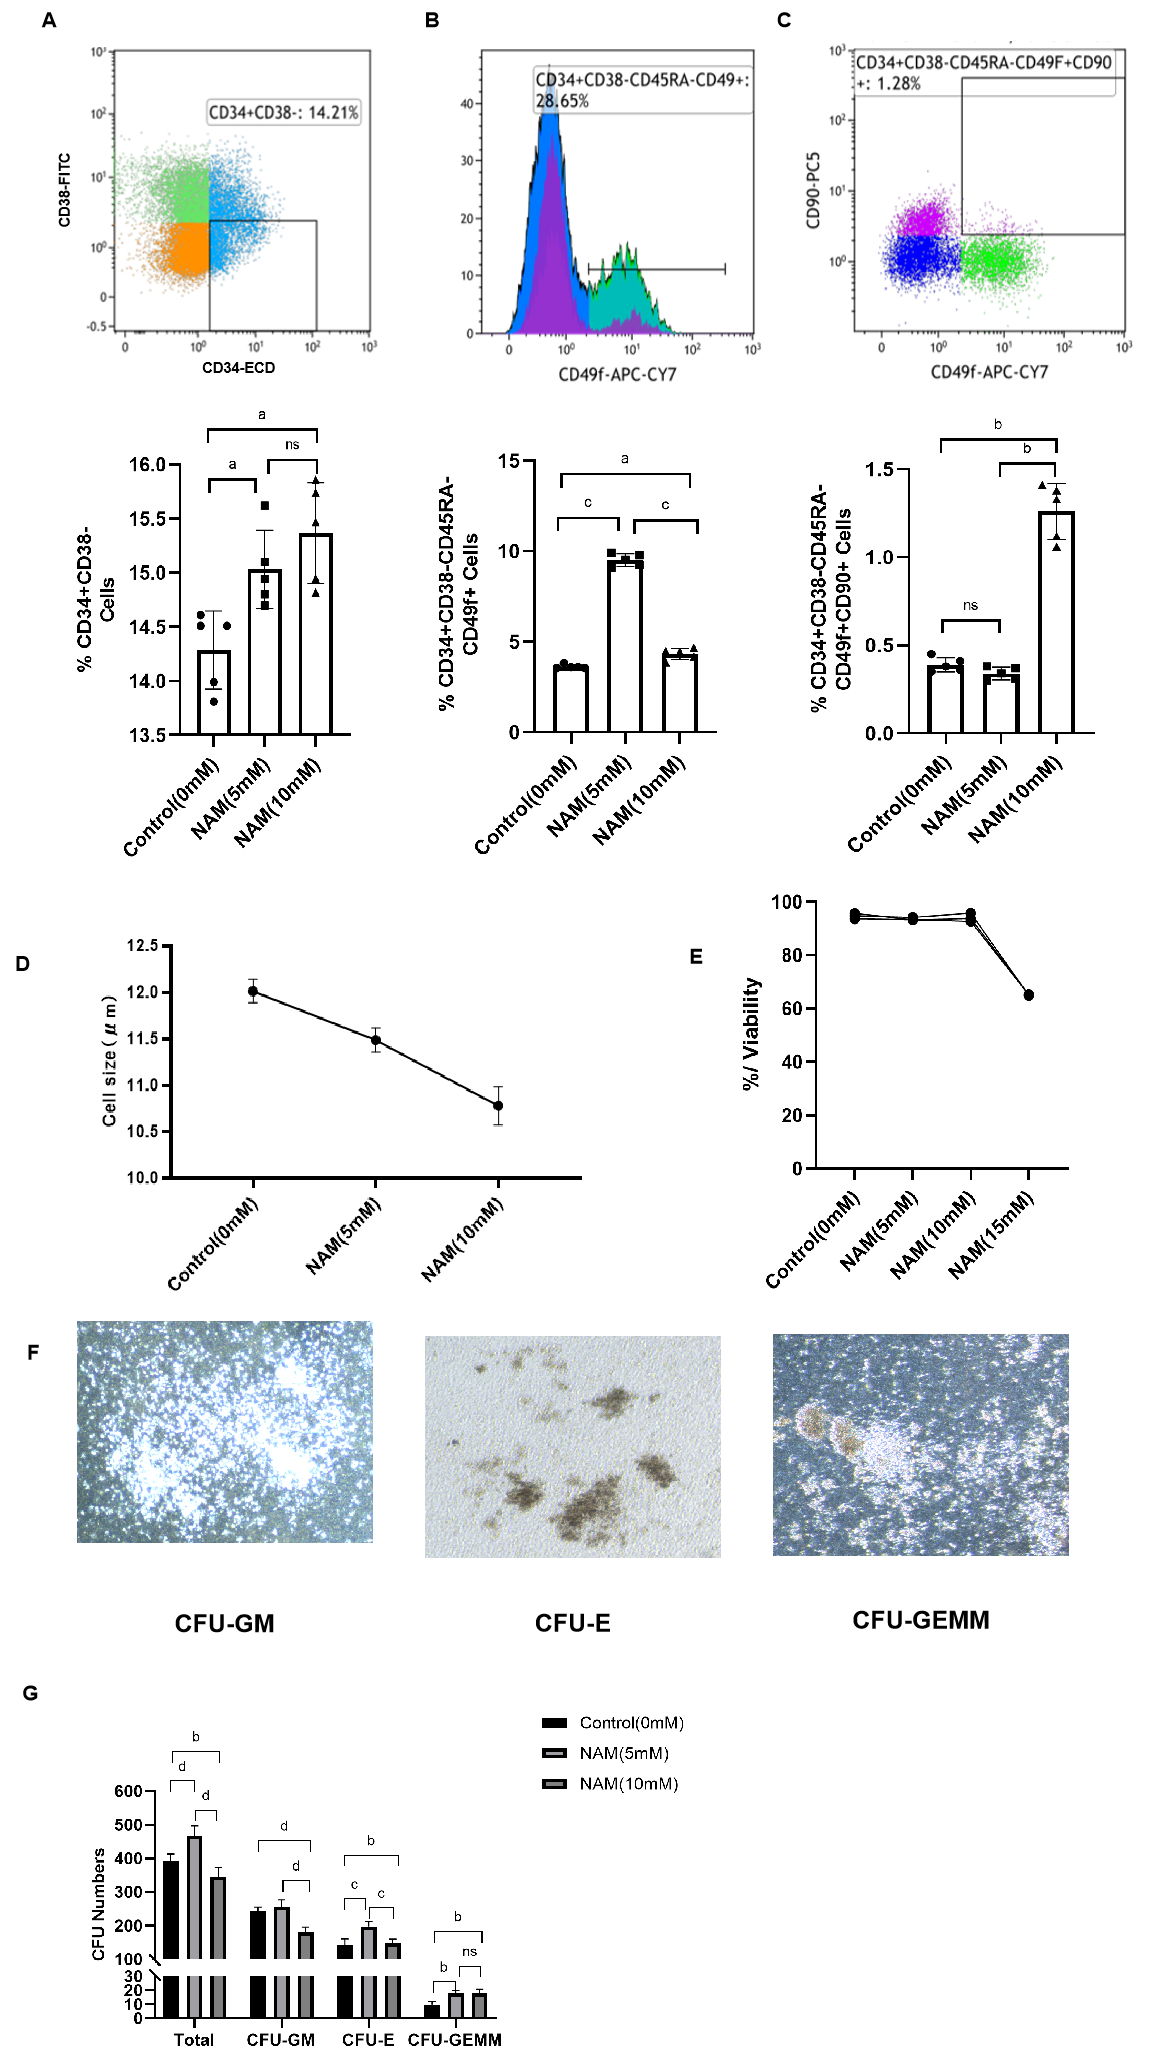 A
B
C
CD34+CD38-: 14.21%
CD38-FITC
10³
10²
10¹
10⁰
0
-0.5
0
10⁰
10¹
10²
10³
CD34-ECD
CD34+CD38-CD45RA-CD49+:
28.65%
40
30
20
10
0
0
10⁰
10¹
10²
10³
CD49f-APC-CY7
CD34+CD38-CD45RA-CD49F+CD90
+: 1.28%
CD90-PC5
10³
10²
10¹
10⁰
0
10⁰
10¹
10²
10³
CD49f-APC-CY7
a
a
ns
% CD34+CD38-
Cells
16.0
15.5
15.0
14.5
14.0
13.5
Control(0mM)
NAM(5mM)
NAM(10mM)
a
c
c
% CD34+CD38-CD45RA-
CD49f+ Cells
15
10
5
0
Control(0mM)
NAM(5mM)
NAM(10mM)
b
b
ns
% CD34+CD38-CD45RA-
CD49f+CD90+ Cells
1.5
1.0
0.5
0.0
Control(0mM)
NAM(5mM)
NAM(10mM)
D
Cell size (μm)
12.5
12.0
11.5
11.0
10.5
10.0
Control(0mM)
NAM(5mM)
NAM(10mM)
E
%/ Viability
100
80
60
40
20
0
Control(0mM)
NAM(5mM)
NAM(10mM)
NAM(15mM)
F
CFU-GM
CFU-E
CFU-GEMM
G
Control(0mM)
NAM(5mM)
NAM(10mM)
CFU Numbers
600
500
400
300
200
100
30
20
10
0
b
d
d
d
d
b
c
c
b
b
ns
Total
CFU-GM
CFU-E
CFU-GEMM